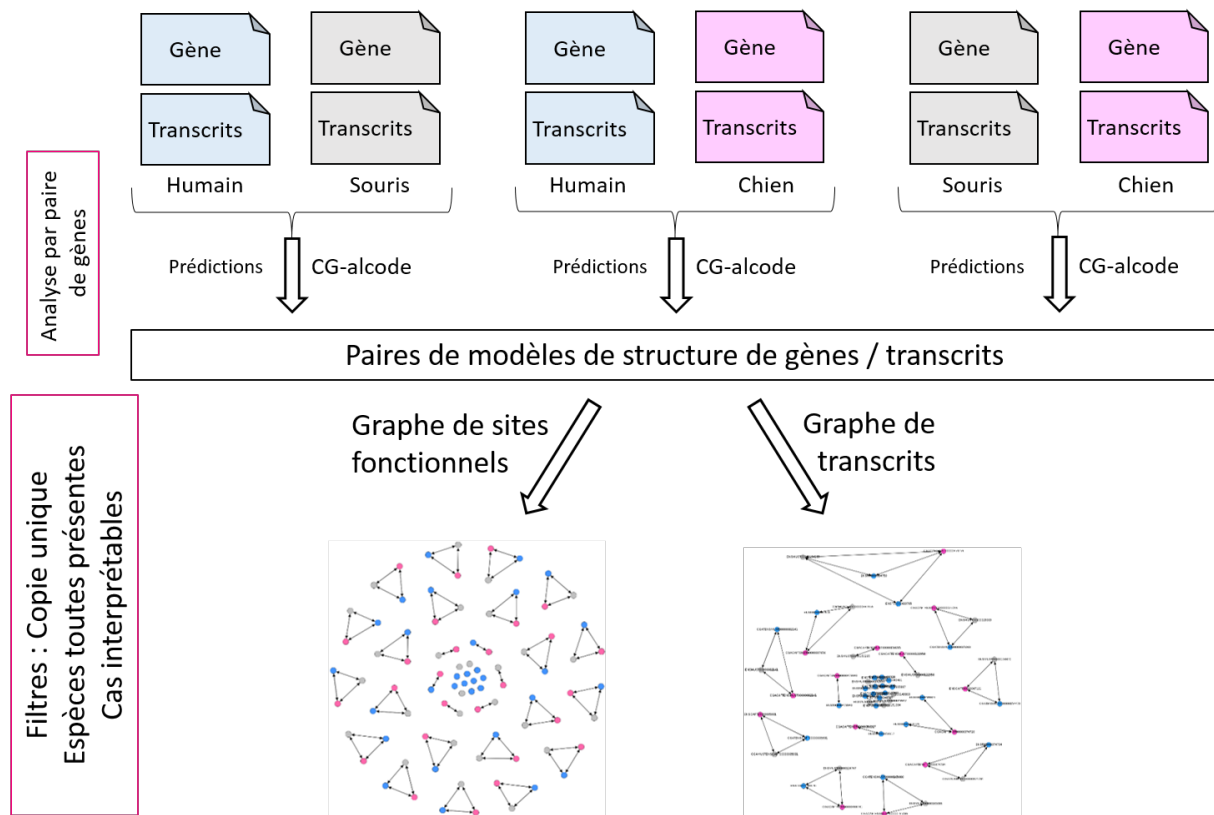 Gène
Gène
Gène
Gène
Gène
Gène
Transcrits
Transcrits
Transcrits
Transcrits
Transcrits
Transcrits
Humain
Souris
Humain
Chien
Souris
Chien
Analyse par paire
de gènes
Prédictions
CG-alcode
Prédictions
CG-alcode
Prédictions
CG-alcode
Paires de modèles de structure de gènes / transcrits
Filtres : Copie unique
Espèces toutes présentes
Cas interprétables
Graphe de sites
fonctionnels
Graphe de
transcrits